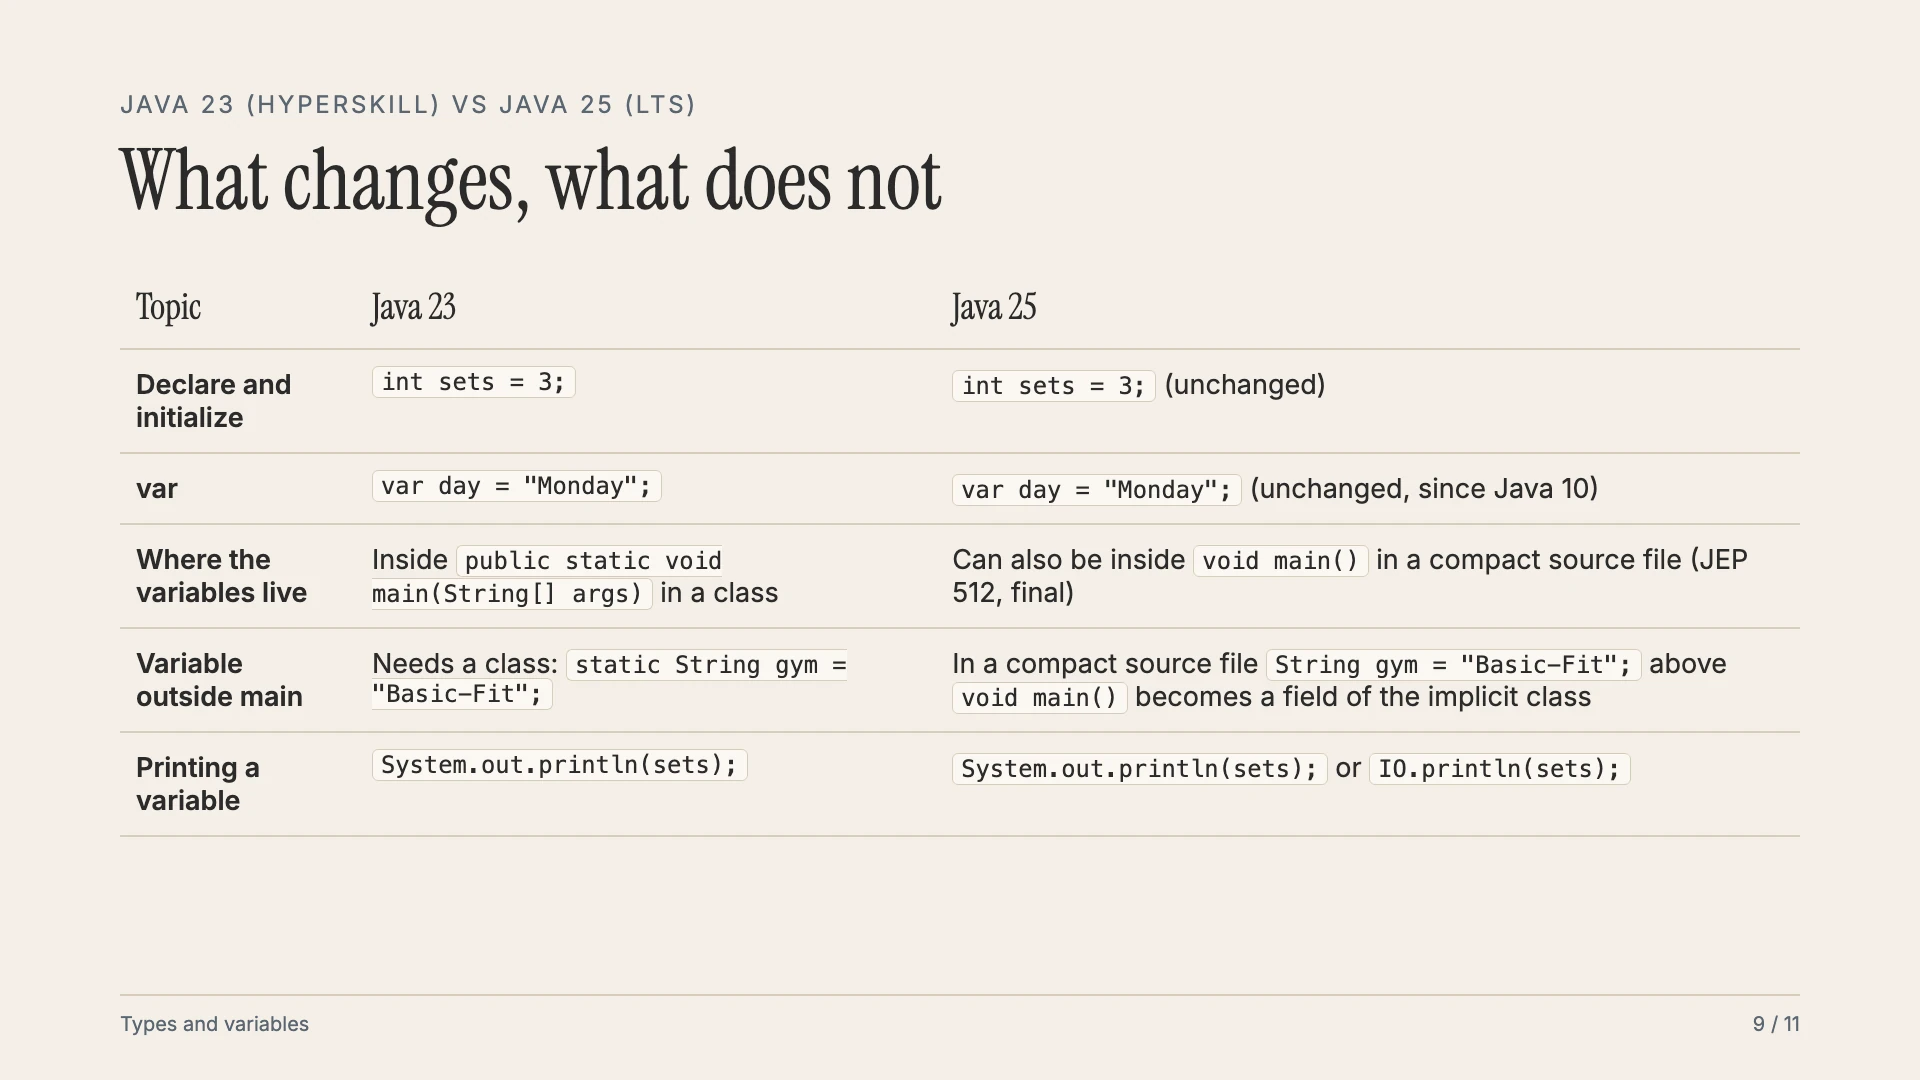 JAVA 23 (HYPERSKILL) VS JAVA 25 (LTS)
What changes, what does not
Topic Java 23 Java 25
Declare and initialize int sets = 3; int sets = 3; (unchanged)
var var day = "Monday"; var day = "Monday"; (unchanged, since Java 10)
Where the variables live Inside public static void main(String[] args) in a class Can also be inside void main() in a compact source file (JEP 512, final)
Variable outside main Needs a class: static String gym = "Basic-Fit"; In a compact source file String gym = "Basic-Fit"; above void main() becomes a field of the implicit class
Printing a variable System.out.println(sets); System.out.println(sets); or IO.println(sets);
Types and variables 9 / 11